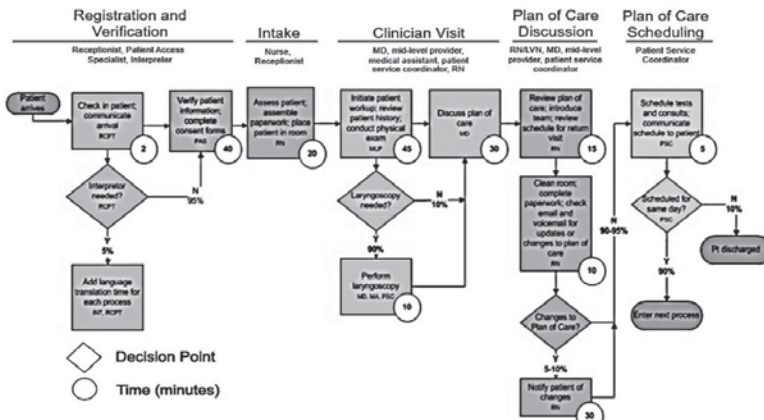 Registration and
Verification
Receptionist, Patient Access
Specialist, Interpreter
Intake
Nurse,
Receptionist
Clinician Visit
MD, mid-level provider,
medical assistant, patient
service coordinator, RN
Plan of Care
Discussion
RN/LVN, MD, mid-level
provider, patient service
coordinator
Plan of Care
Scheduling
Patient Service
Coordinator
Patient
arrives
Check in patient;
communicate
arrival
RCPT
2
Verify patient
information;
complete
consent forms
PAS
40
Assess patient;
assemble
paperwork; place
patient in room
RN
20
Initiate patient
workup; review
patient history;
conduct physical
exam
MLP
45
Discuss plan of
care
MD
30
Review plan of
care; introduce
team; review
schedule for return
visit
RN
15
Schedule tests
and consults;
communicate
schedule to patient
PSC
5
Interpretor
needed?
RCPT
N
95%
Y
5%
Add language
translation time for
each process
INT, RCPT
Laryngoscopy
needed?
N
10%
Y
90%
Perform
laryngoscopy
MD, MA, PSC
10
Clean room;
complete
paperwork; check
email and
voicemail for
updates or
changes to plan of
care
RN
10
N
90-95%
Changes to
Plan of Care?
Y
5-10%
Notify patient of
changes
RN
30
Scheduled for
same day?
PSC
N
10%
Pt discharged
Y
90%
Enter next process
Decision Point
Time (minutes)